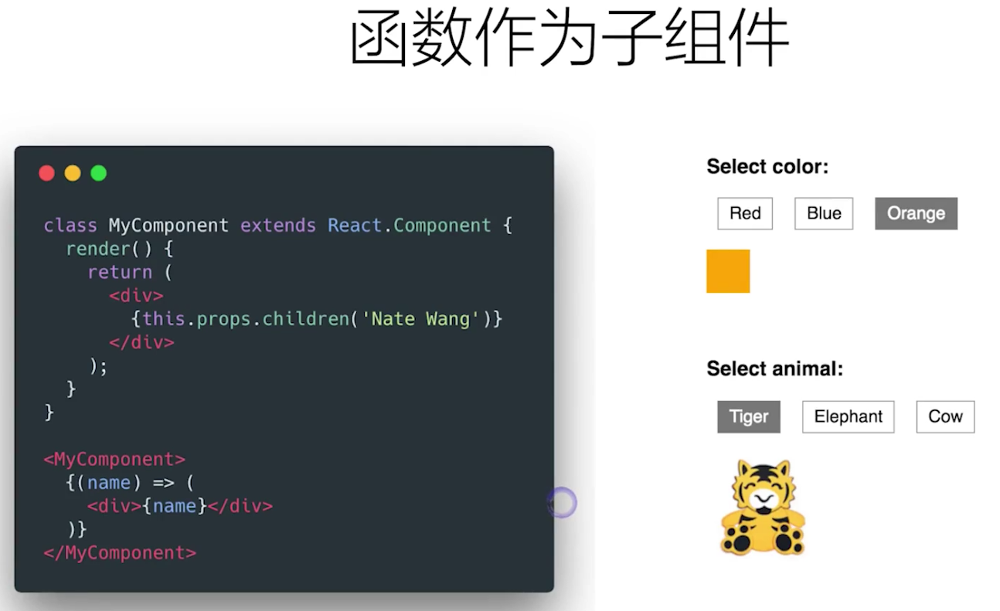 函数作为子组件
class MyComponent extends React.Component {
  render() {
    return (
      <div>
        {this.props.children('Nate Wang')}
      </div>
    );
  }
}
<MyComponent>
  {(name) => (
    <div>{name}</div>
  )}
</MyComponent>
Select color:
Red Blue Orange
Select animal:
Tiger Elephant Cow